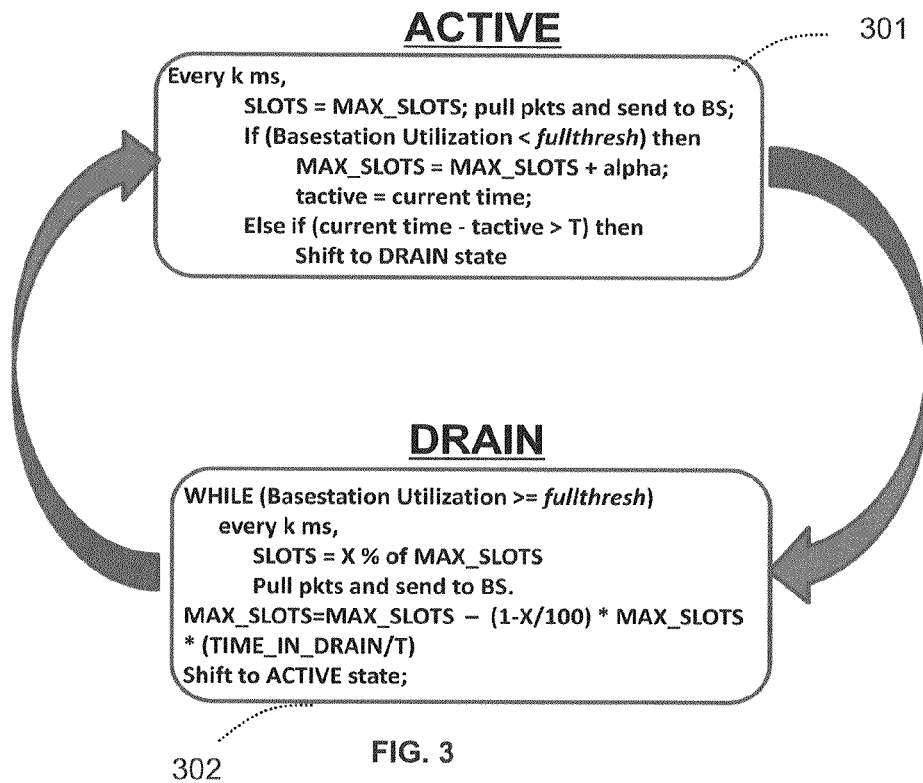 ACTIVE
301
Every k ms,
SLOTS = MAX_SLOTS; pull pkts and send to BS;
If (Basestation Utilization < fullthresh) then
MAX_SLOTS = MAX_SLOTS + alpha;
tactive = current time;
Else if (current time - tactive > T) then
Shift to DRAIN state
DRAIN
WHILE (Basestation Utilization >= fullthresh)
every k ms,
SLOTS = X % of MAX_SLOTS
Pull pkts and send to BS.
MAX_SLOTS=MAX_SLOTS – (1-X/100) * MAX_SLOTS
* (TIME_IN_DRAIN/T)
Shift to ACTIVE state;
302
FIG. 3